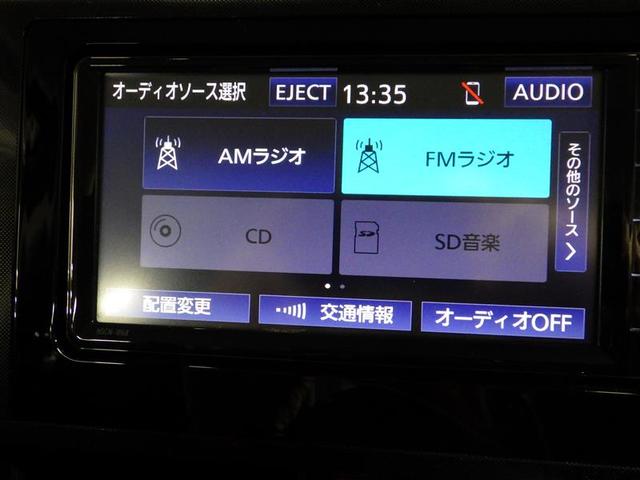 オーディオソース選択 EJECT 13:35 AUDIO
AMラジオ FMラジオ
その他のソース
CD SD音楽
配置変更 交通情報 オーディオOFF